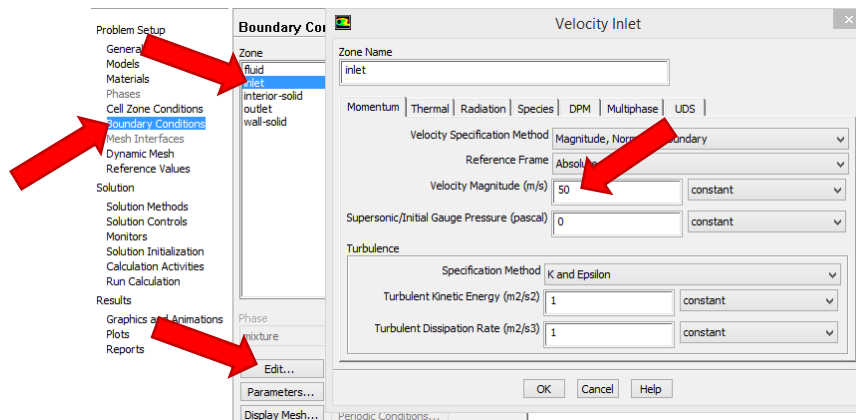 Problem Setup
General
Models
Materials
Phases
Cell Zone Conditions
Boundary Conditions
Mesh Interfaces
Dynamic Mesh
Reference Values
Solution
Solution Methods
Solution Controls
Monitors
Solution Initialization
Calculation Activities
Run Calculation
Results
Graphics and Animations
Plots
Reports
Zone
fluid
inlet
interior-solid
outlet
wall-solid
Phase
mixture
Edit...
Parameters...
Display Mesh...
Periodic Conditions...
Velocity Inlet
Zone Name
inlet
Momentum Thermal Radiation Species DPM Multiphase UDS
Velocity Specification Method Magnitude,
Reference Frame
Velocity Magnitude (m/s) 50 constant
Supersonic/Initial Gauge Pressure (pascal) 0 constant
Turbulence
Specification Method K and Epsilon
Turbulent Kinetic Energy (m2/s2) 1 constant
Turbulent Dissipation Rate (m2/s3) 1 constant
OK Cancel Help